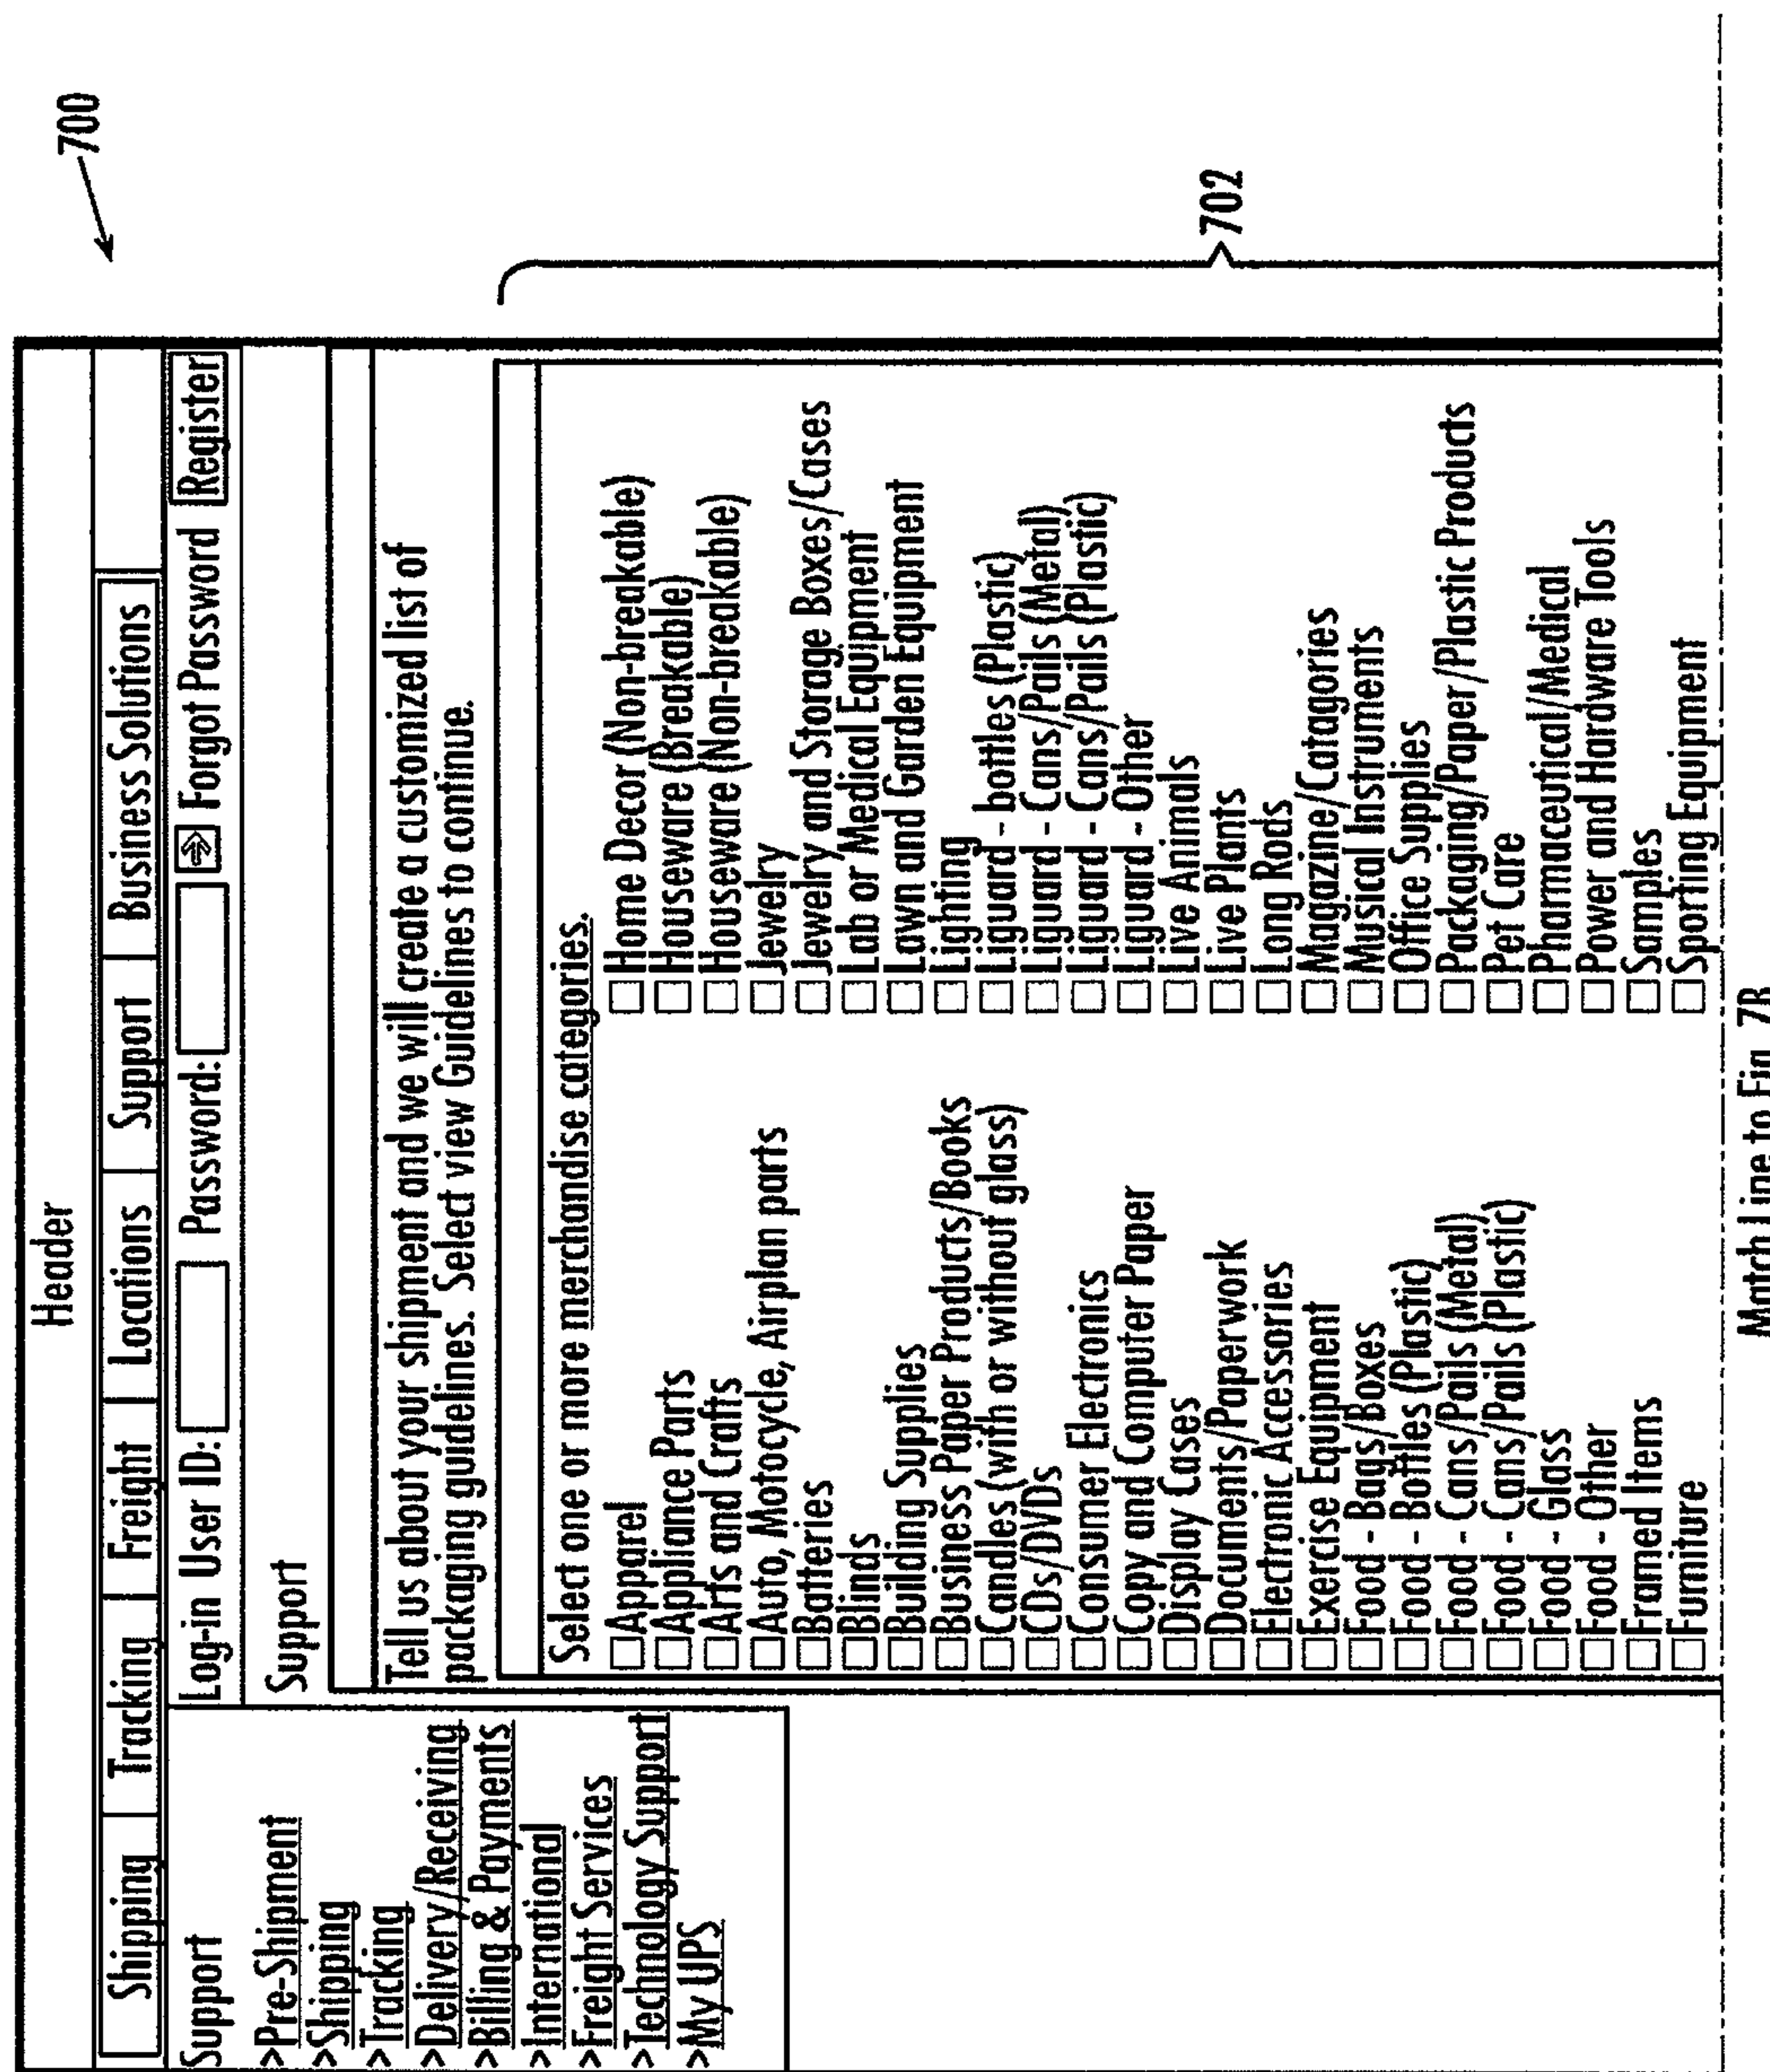 700
Header
Shipping Tracking Freight Locations Support Business Solutions
Log-in User ID: Password: Forgot Password Register
Support
>Pre-Shipment
>Shipping
>Tracking
>Delivery/Receiving
>Billing & Payments
>International
>Freight Services
>Technology Support
>My UPS
Support
Tell us about your shipment and we will create a customized list of
packaging guidelines. Select view Guidelines to continue.
702
Select one or more merchandise categories.
Apparel
Appliance Parts
Arts and Crafts
Auto, Motocycle, Airplan parts
Batteries
Blinds
Building Supplies
Business Paper Products/Books
Candles (with or without glass)
CDs/DVDs
Consumer Electronics
Copy and Computer Paper
Display Cases
Documents/Paperwork
Electronic Accessories
Exercise Equipment
Food - Bags/Boxes
Food - Bottles (Plastic)
Food - Cans/Pails (Metal)
Food - Cans/Pails (Plastic)
Food - Glass
Food - Other
Framed Items
Furniture
Home Decor (Non-breakable)
Houseware (Breakable)
Houseware (Non-breakable)
Jewelry
Jewelry and Storage Boxes/Cases
Lab or Medical Equipment
Lawn and Garden Equipment
Lighting
Liguard - bottles (Plastic)
Liguard - Cans/Pails (Metal)
Liguard - Cans/Pails (Plastic)
Liguard - Other
Live Animals
Live Plants
Long Rods
Magazine/Catagories
Musical Instruments
Office Supplies
Packaging/Paper/Plastic Products
Pet Care
Pharmaceutical/Medical
Power and Hardware Tools
Samples
Sporting Equipment
Match Line to Fig. 7B